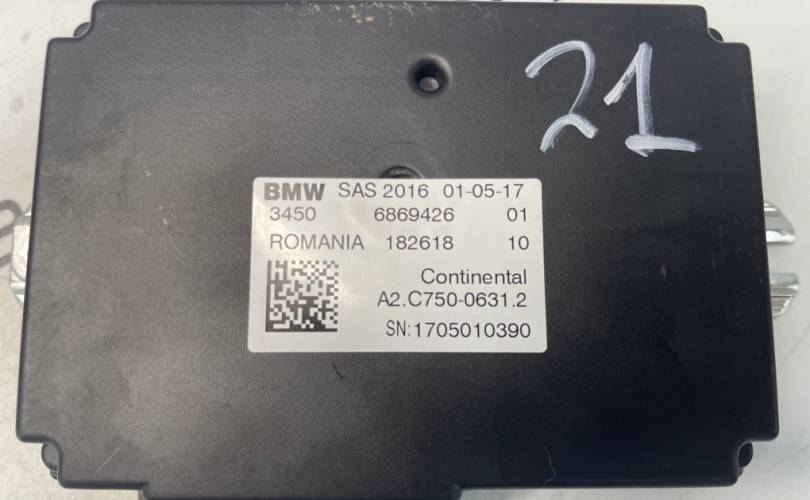 21
BMW SAS 2016 01-05-17
3450 6869426 01
ROMANIA 182618 10
Continental
A2.C750-0631.2
SN:1705010390